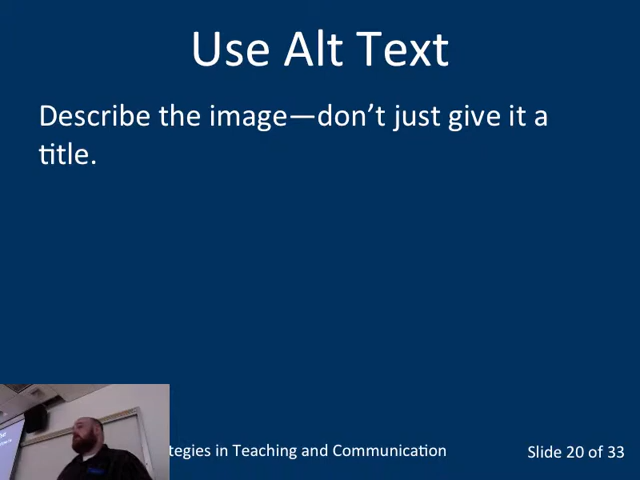 Use Alt Text
Describe the image—don't just give it a
title.
tegies in Teaching and Communication
Slide 20 of 33